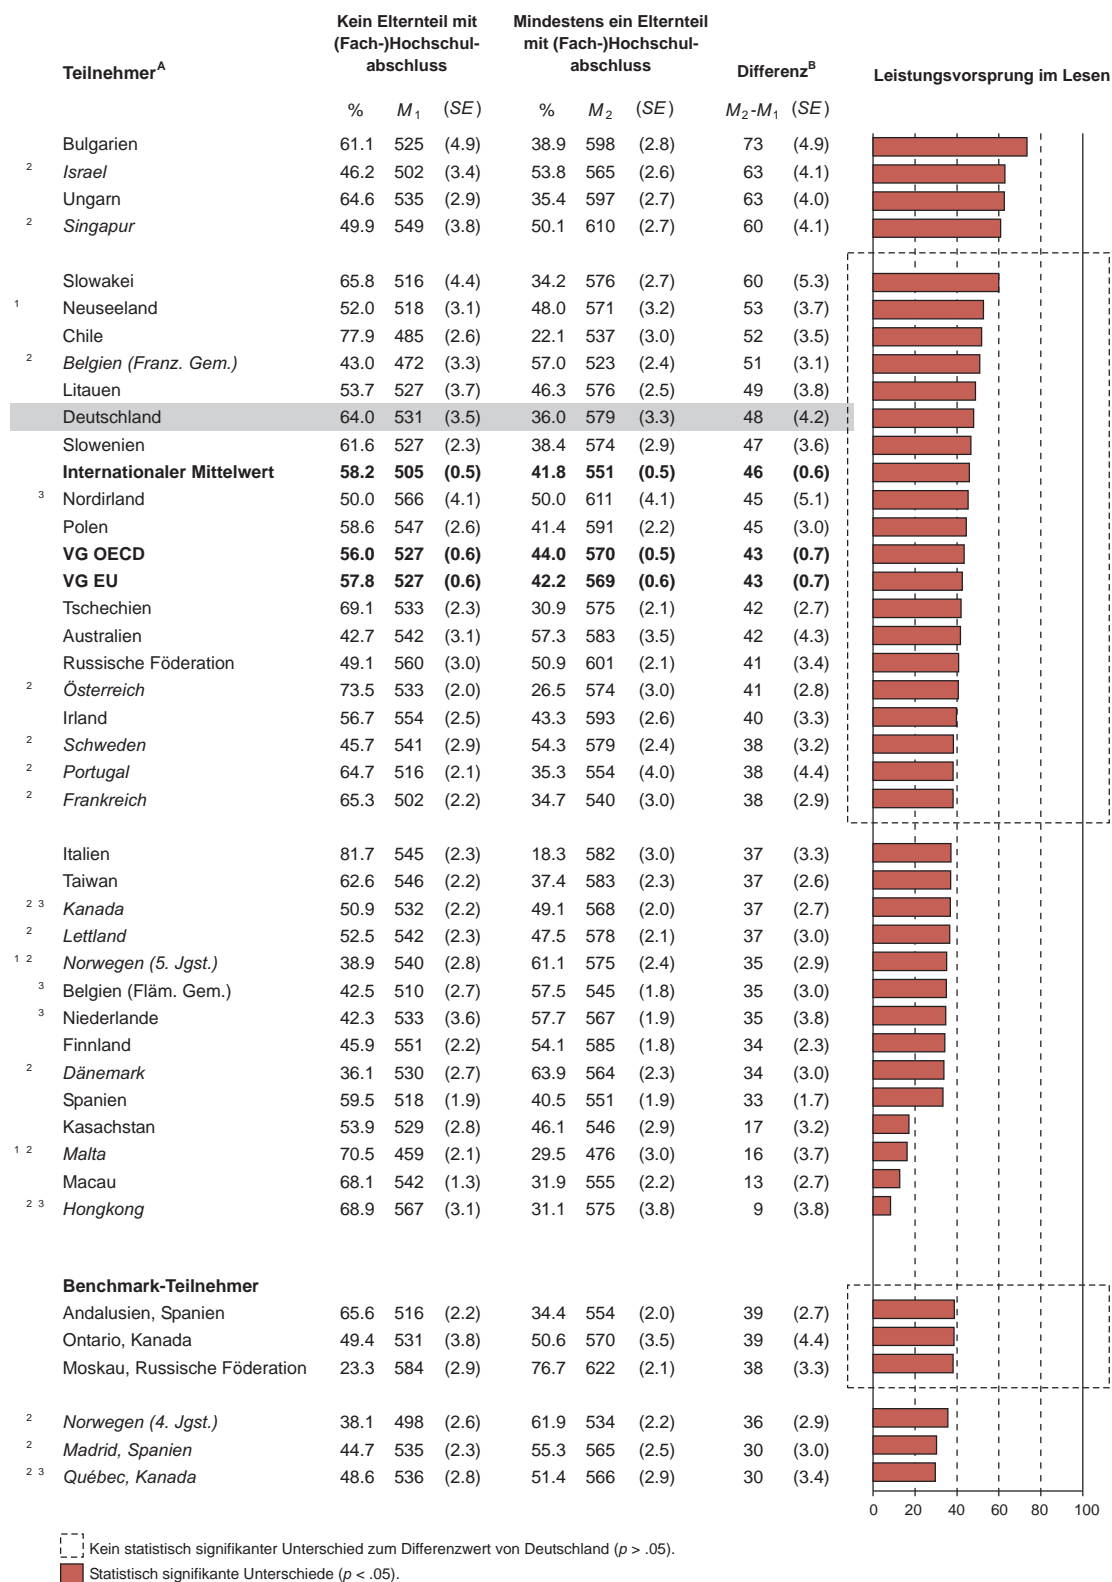 Kein Elternteil mit Mindestens ein Elternteil
(Fach-)Hochschul- mit (Fach-)Hochschul-
Teilnehmer^A abschluss abschluss Differenz^B Leistungsvorsprung im Lesen
% M₁ (SE) % M₂ (SE) M₂-M₁ (SE)
Bulgarien 61.1 525 (4.9) 38.9 598 (2.8) 73 (4.9)
2 Israel 46.2 502 (3.4) 53.8 565 (2.6) 63 (4.1)
Ungarn 64.6 535 (2.9) 35.4 597 (2.7) 63 (4.0)
2 Singapur 49.9 549 (3.8) 50.1 610 (2.7) 60 (4.1)
Slowakei 65.8 516 (4.4) 34.2 576 (2.7) 60 (5.3)
1 Neuseeland 52.0 518 (3.1) 48.0 571 (3.2) 53 (3.7)
Chile 77.9 485 (2.6) 22.1 537 (3.0) 52 (3.5)
2 Belgien (Franz. Gem.) 43.0 472 (3.3) 57.0 523 (2.4) 51 (3.1)
Litauen 53.7 527 (3.7) 46.3 576 (2.5) 49 (3.8)
Deutschland 64.0 531 (3.5) 36.0 579 (3.3) 48 (4.2)
Slowenien 61.6 527 (2.3) 38.4 574 (2.9) 47 (3.6)
Internationaler Mittelwert 58.2 505 (0.5) 41.8 551 (0.5) 46 (0.6)
3 Nordirland 50.0 566 (4.1) 50.0 611 (4.1) 45 (5.1)
Polen 58.6 547 (2.6) 41.4 591 (2.2) 45 (3.0)
VG OECD 56.0 527 (0.6) 44.0 570 (0.5) 43 (0.7)
VG EU 57.8 527 (0.6) 42.2 569 (0.6) 43 (0.7)
Tschechien 69.1 533 (2.3) 30.9 575 (2.1) 42 (2.7)
Australien 42.7 542 (3.1) 57.3 583 (3.5) 42 (4.3)
Russische Föderation 49.1 560 (3.0) 50.9 601 (2.1) 41 (3.4)
2 Österreich 73.5 533 (2.0) 26.5 574 (3.0) 41 (2.8)
Irland 56.7 554 (2.5) 43.3 593 (2.6) 40 (3.3)
2 Schweden 45.7 541 (2.9) 54.3 579 (2.4) 38 (3.2)
2 Portugal 64.7 516 (2.1) 35.3 554 (4.0) 38 (4.4)
2 Frankreich 65.3 502 (2.2) 34.7 540 (3.0) 38 (2.9)
Italien 81.7 545 (2.3) 18.3 582 (3.0) 37 (3.3)
Taiwan 62.6 546 (2.2) 37.4 583 (2.3) 37 (2.6)
2 3 Kanada 50.9 532 (2.2) 49.1 568 (2.0) 37 (2.7)
2 Lettland 52.5 542 (2.3) 47.5 578 (2.1) 37 (3.0)
1 2 Norwegen (5. Jgst.) 38.9 540 (2.8) 61.1 575 (2.4) 35 (2.9)
3 Belgien (Fläm. Gem.) 42.5 510 (2.7) 57.5 545 (1.8) 35 (3.0)
3 Niederlande 42.3 533 (3.6) 57.7 567 (1.9) 35 (3.8)
Finnland 45.9 551 (2.2) 54.1 585 (1.8) 34 (2.3)
2 Dänemark 36.1 530 (2.7) 63.9 564 (2.3) 34 (3.0)
Spanien 59.5 518 (1.9) 40.5 551 (1.9) 33 (1.7)
Kasachstan 53.9 529 (2.8) 46.1 546 (2.9) 17 (3.2)
1 2 Malta 70.5 459 (2.1) 29.5 476 (3.0) 16 (3.7)
Macau 68.1 542 (1.3) 31.9 555 (2.2) 13 (2.7)
2 3 Hongkong 68.9 567 (3.1) 31.1 575 (3.8) 9 (3.8)
Benchmark-Teilnehmer
Andalusien, Spanien 65.6 516 (2.2) 34.4 554 (2.0) 39 (2.7)
Ontario, Kanada 49.4 531 (3.8) 50.6 570 (3.5) 39 (4.4)
Moskau, Russische Föderation 23.3 584 (2.9) 76.7 622 (2.1) 38 (3.3)
2 Norwegen (4. Jgst.) 38.1 498 (2.6) 61.9 534 (2.2) 36 (2.9)
2 Madrid, Spanien 44.7 535 (2.3) 55.3 565 (2.5) 30 (3.0)
2 3 Québec, Kanada 48.6 536 (2.8) 51.4 566 (2.9) 30 (3.4)
0 20 40 60 80 100
Kein statistisch signifikanter Unterschied zum Differenzwert von Deutschland (p > .05).
Statistisch signifikante Unterschiede (p < .05).